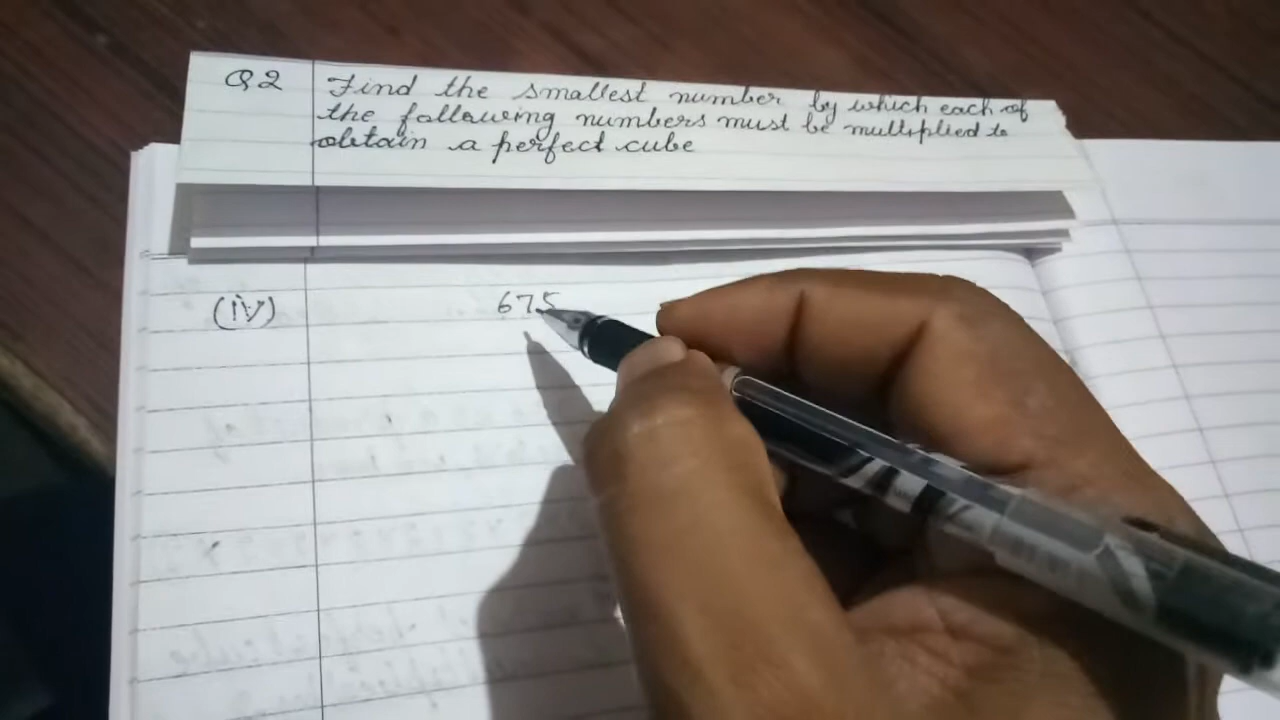 Q2 Find the smallest number by which each of
the following numbers must be multiplied to
obtain a perfect cube
(iv) 675